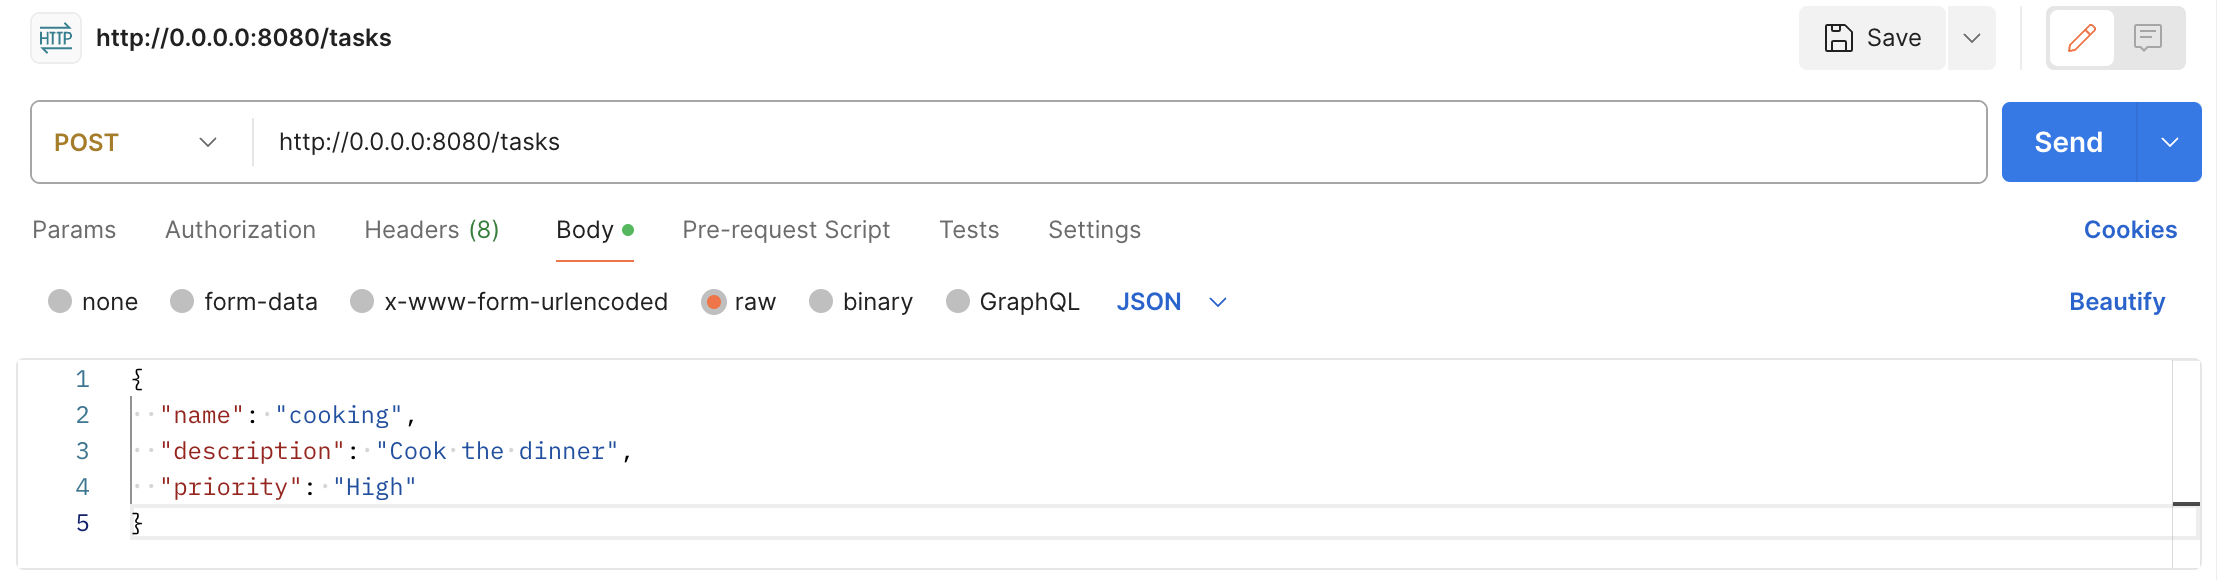 HTTP http://0.0.0.0:8080/tasks Save
POST http://0.0.0.0:8080/tasks Send
Params Authorization Headers (8) Body Pre-request Script Tests Settings Cookies
none form-data x-www-form-urlencoded raw binary GraphQL JSON Beautify
1 {
2 "name": "cooking",
3 "description": "Cook the dinner",
4 "priority": "High"
5 }